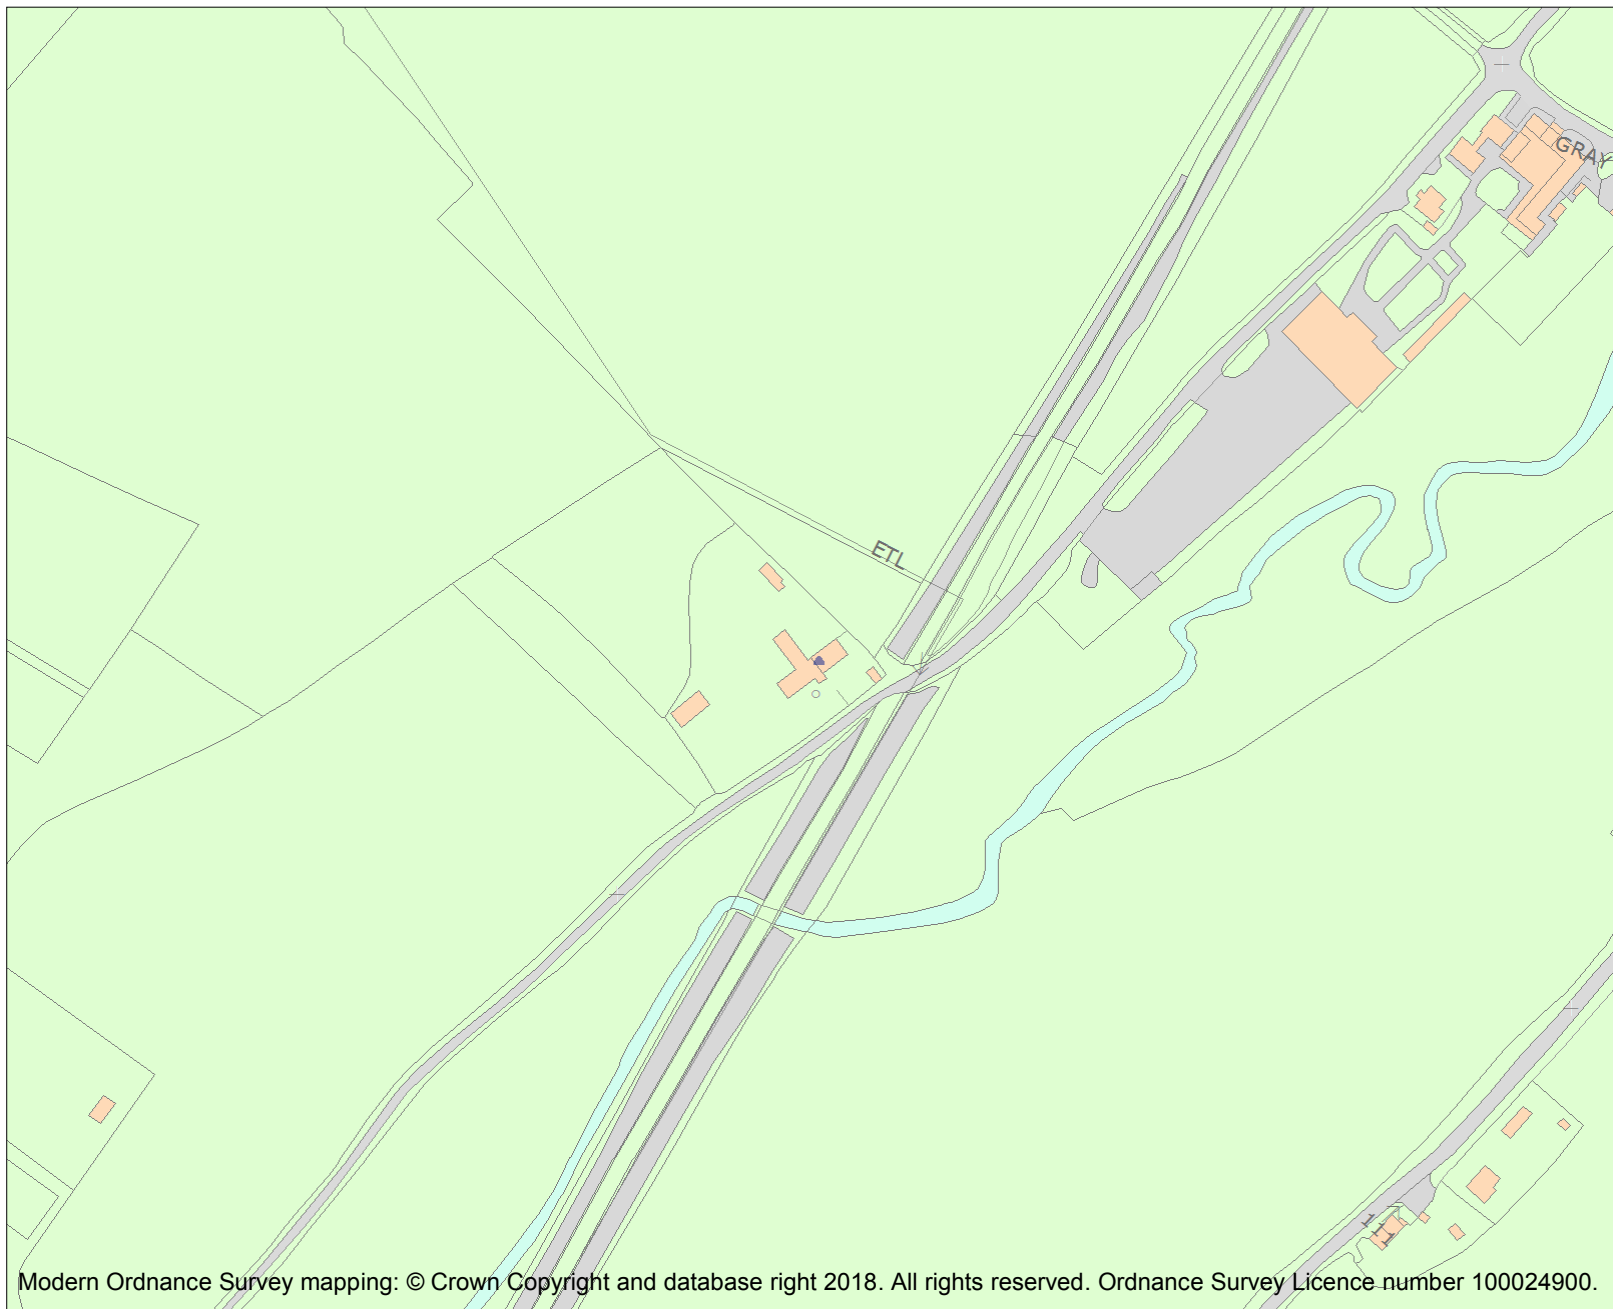 GRAY
ETL
111
Modern Ordnance Survey mapping: © Crown Copyright and database right 2018. All rights reserved. Ordnance Survey Licence number 100024900.